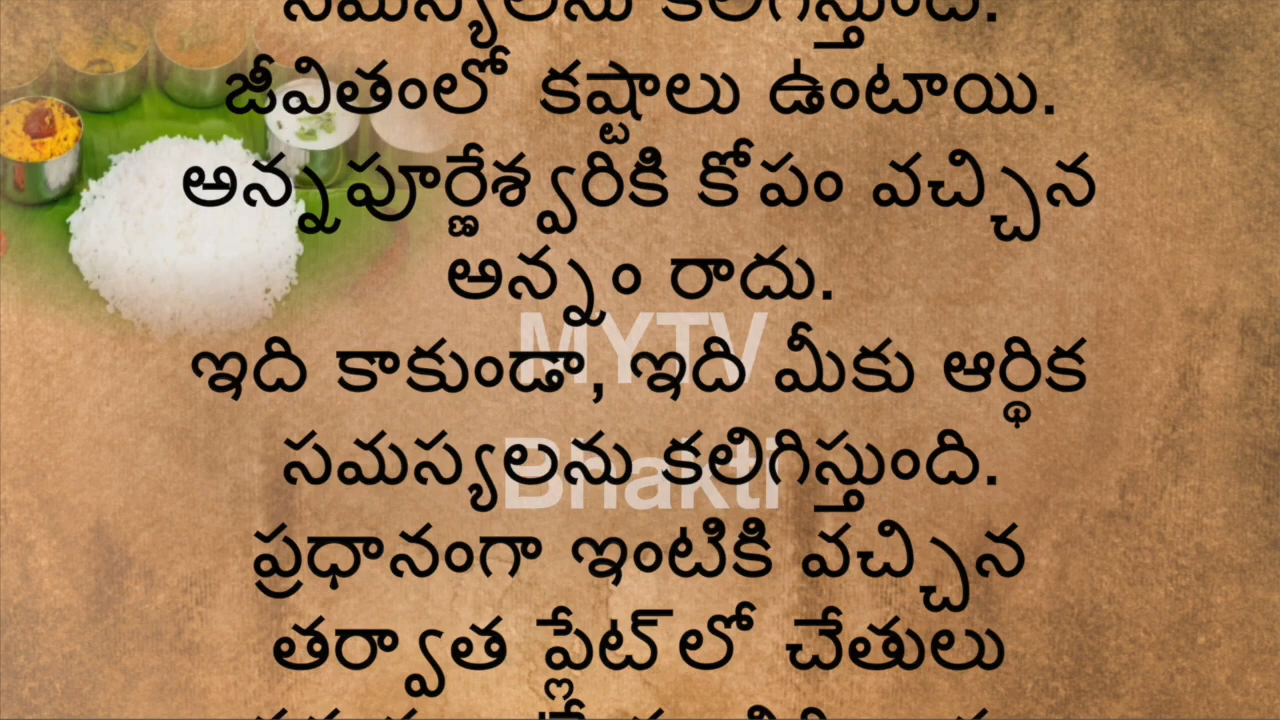 సమస్యలను కలిగిస్తుంది.
జీవితంలో కష్టాలు ఉంటాయి.
అన్నపూర్ణేశ్వరికి కోపం వచ్చిన
అన్నం రాదు.
ఇది కాకుండా, ఇది మీకు ఆర్థిక
సమస్యలను కలిగిస్తుంది.
ప్రధానంగా ఇంటికి వచ్చిన
తర్వాత ప్లేట్‌లో చేతులు
MYTV
Bhakti